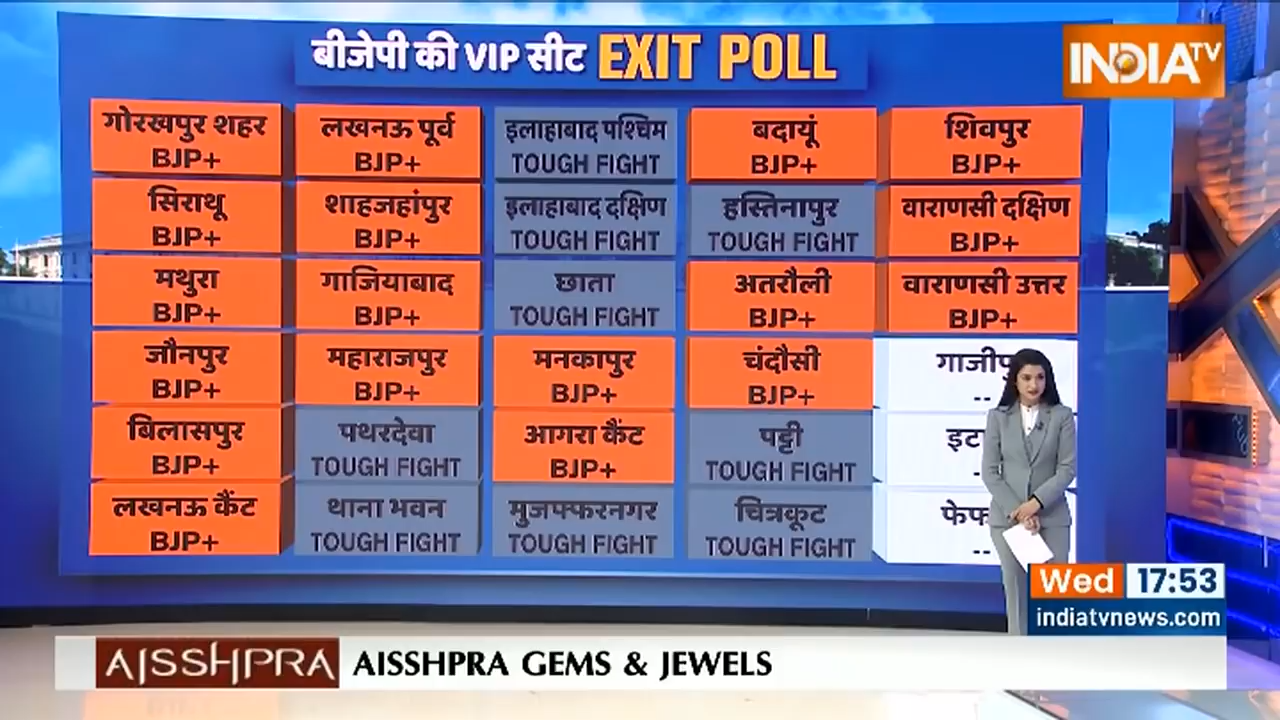 बीजेपी की VIP सीट EXIT POLL
INDIA TV
गोरखपुर शहर
BJP+
लखनऊ पूर्व
BJP+
इलाहाबाद पश्चिम
TOUGH FIGHT
बदायूं
BJP+
शिवपुर
BJP+
सिराथू
BJP+
शाहजहांपुर
BJP+
इलाहाबाद दक्षिण
TOUGH FIGHT
हस्तिनापुर
TOUGH FIGHT
वाराणसी दक्षिण
BJP+
मथुरा
BJP+
गाजियाबाद
BJP+
छाता
TOUGH FIGHT
अतरौली
BJP+
वाराणसी उत्तर
BJP+
जौनपुर
BJP+
महाराजपुर
BJP+
मनकापुर
BJP+
चंदौसी
BJP+
--
बिलासपुर
BJP+
पथरदेवा
TOUGH FIGHT
आगरा कैंट
BJP+
पट्टी
TOUGH FIGHT
लखनऊ कैंट
BJP+
थाना भवन
TOUGH FIGHT
मुजफ्फरनगर
TOUGH FIGHT
चित्रकूट
TOUGH FIGHT
--
Wed 17:53
indiatvnews.com
AISSHPRA AISSHPRA GEMS & JEWELS